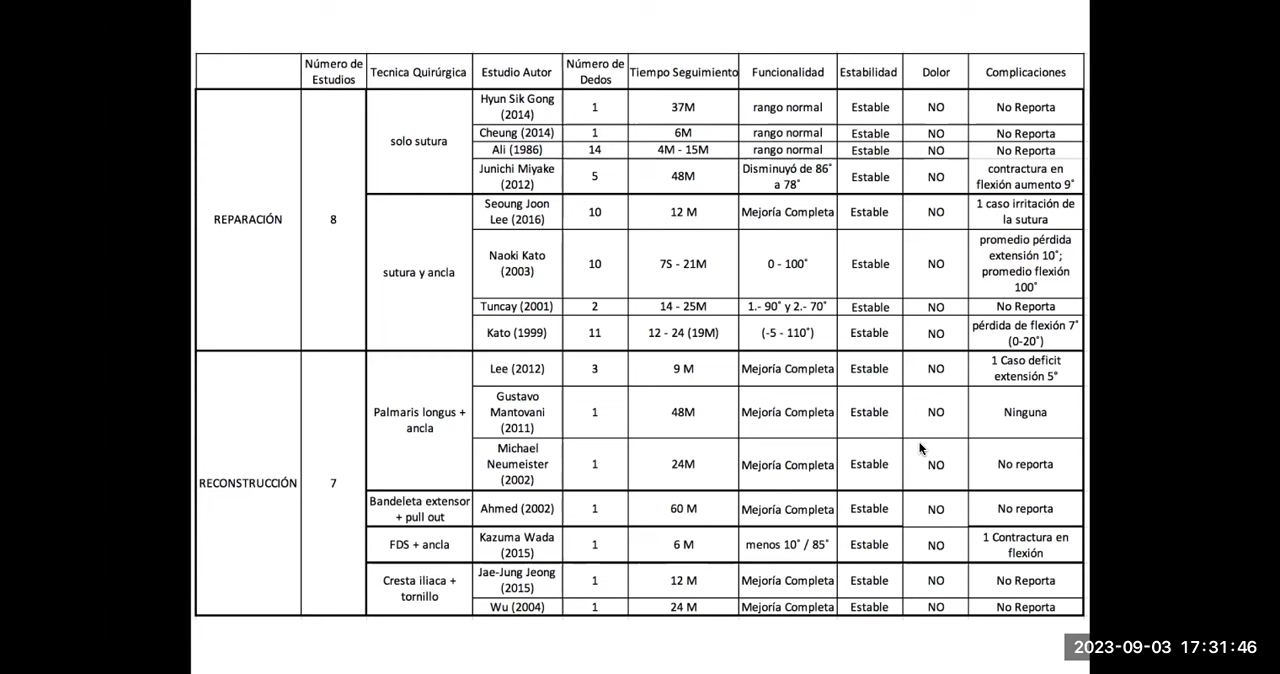 Número de Estudios | Tecnica Quirúrgica | Estudio Autor | Número de Dedos | Tiempo Seguimiento | Funcionalidad | Estabilidad | Dolor | Complicaciones
REPARACIÓN | 8 | solo sutura | Hyun Sik Gong (2014) | 1 | 37M | rango normal | Estable | NO | No Reporta
Cheung (2014) | 1 | 6M | rango normal | Estable | NO | No Reporta
Ali (1986) | 14 | 4M - 15M | rango normal | Estable | NO | No Reporta
Junichi Miyake (2012) | 5 | 48M | Disminuyó de 86˚ a 78˚ | Estable | NO | contractura en flexión aumento 9˚
sutura y ancla | Seoung Joon Lee (2016) | 10 | 12 M | Mejoría Completa | Estable | NO | 1 caso irritación de la sutura
Naoki Kato (2003) | 10 | 7S - 21M | 0 - 100˚ | Estable | NO | promedio pérdida extensión 10˚; promedio flexión 100˚
Tuncay (2001) | 2 | 14 - 25M | 1.- 90˚ y 2.- 70˚ | Estable | NO | No Reporta
Kato (1999) | 11 | 12 - 24 (19M) | (-5 - 110˚) | Estable | NO | pérdida de flexión 7˚ (0-20˚)
RECONSTRUCCIÓN | 7 | Palmaris longus + ancla | Lee (2012) | 3 | 9 M | Mejoría Completa | Estable | NO | 1 Caso deficit extensión 5°
Gustavo Mantovani (2011) | 1 | 48M | Mejoría Completa | Estable | NO | Ninguna
Michael Neumeister (2002) | 1 | 24M | Mejoría Completa | Estable | NO | No reporta
Bandeleta extensor + pull out | Ahmed (2002) | 1 | 60 M | Mejoría Completa | Estable | NO | No reporta
FDS + ancla | Kazuma Wada (2015) | 1 | 6 M | menos 10˚ / 85˚ | Estable | NO | 1 Contractura en flexión
Cresta iliaca + tornillo | Jae-Jung Jeong (2015) | 1 | 12 M | Mejoría Completa | Estable | NO | No Reporta
Wu (2004) | 1 | 24 M | Mejoría Completa | Estable | NO | No Reporta
2023-09-03 17:31:46